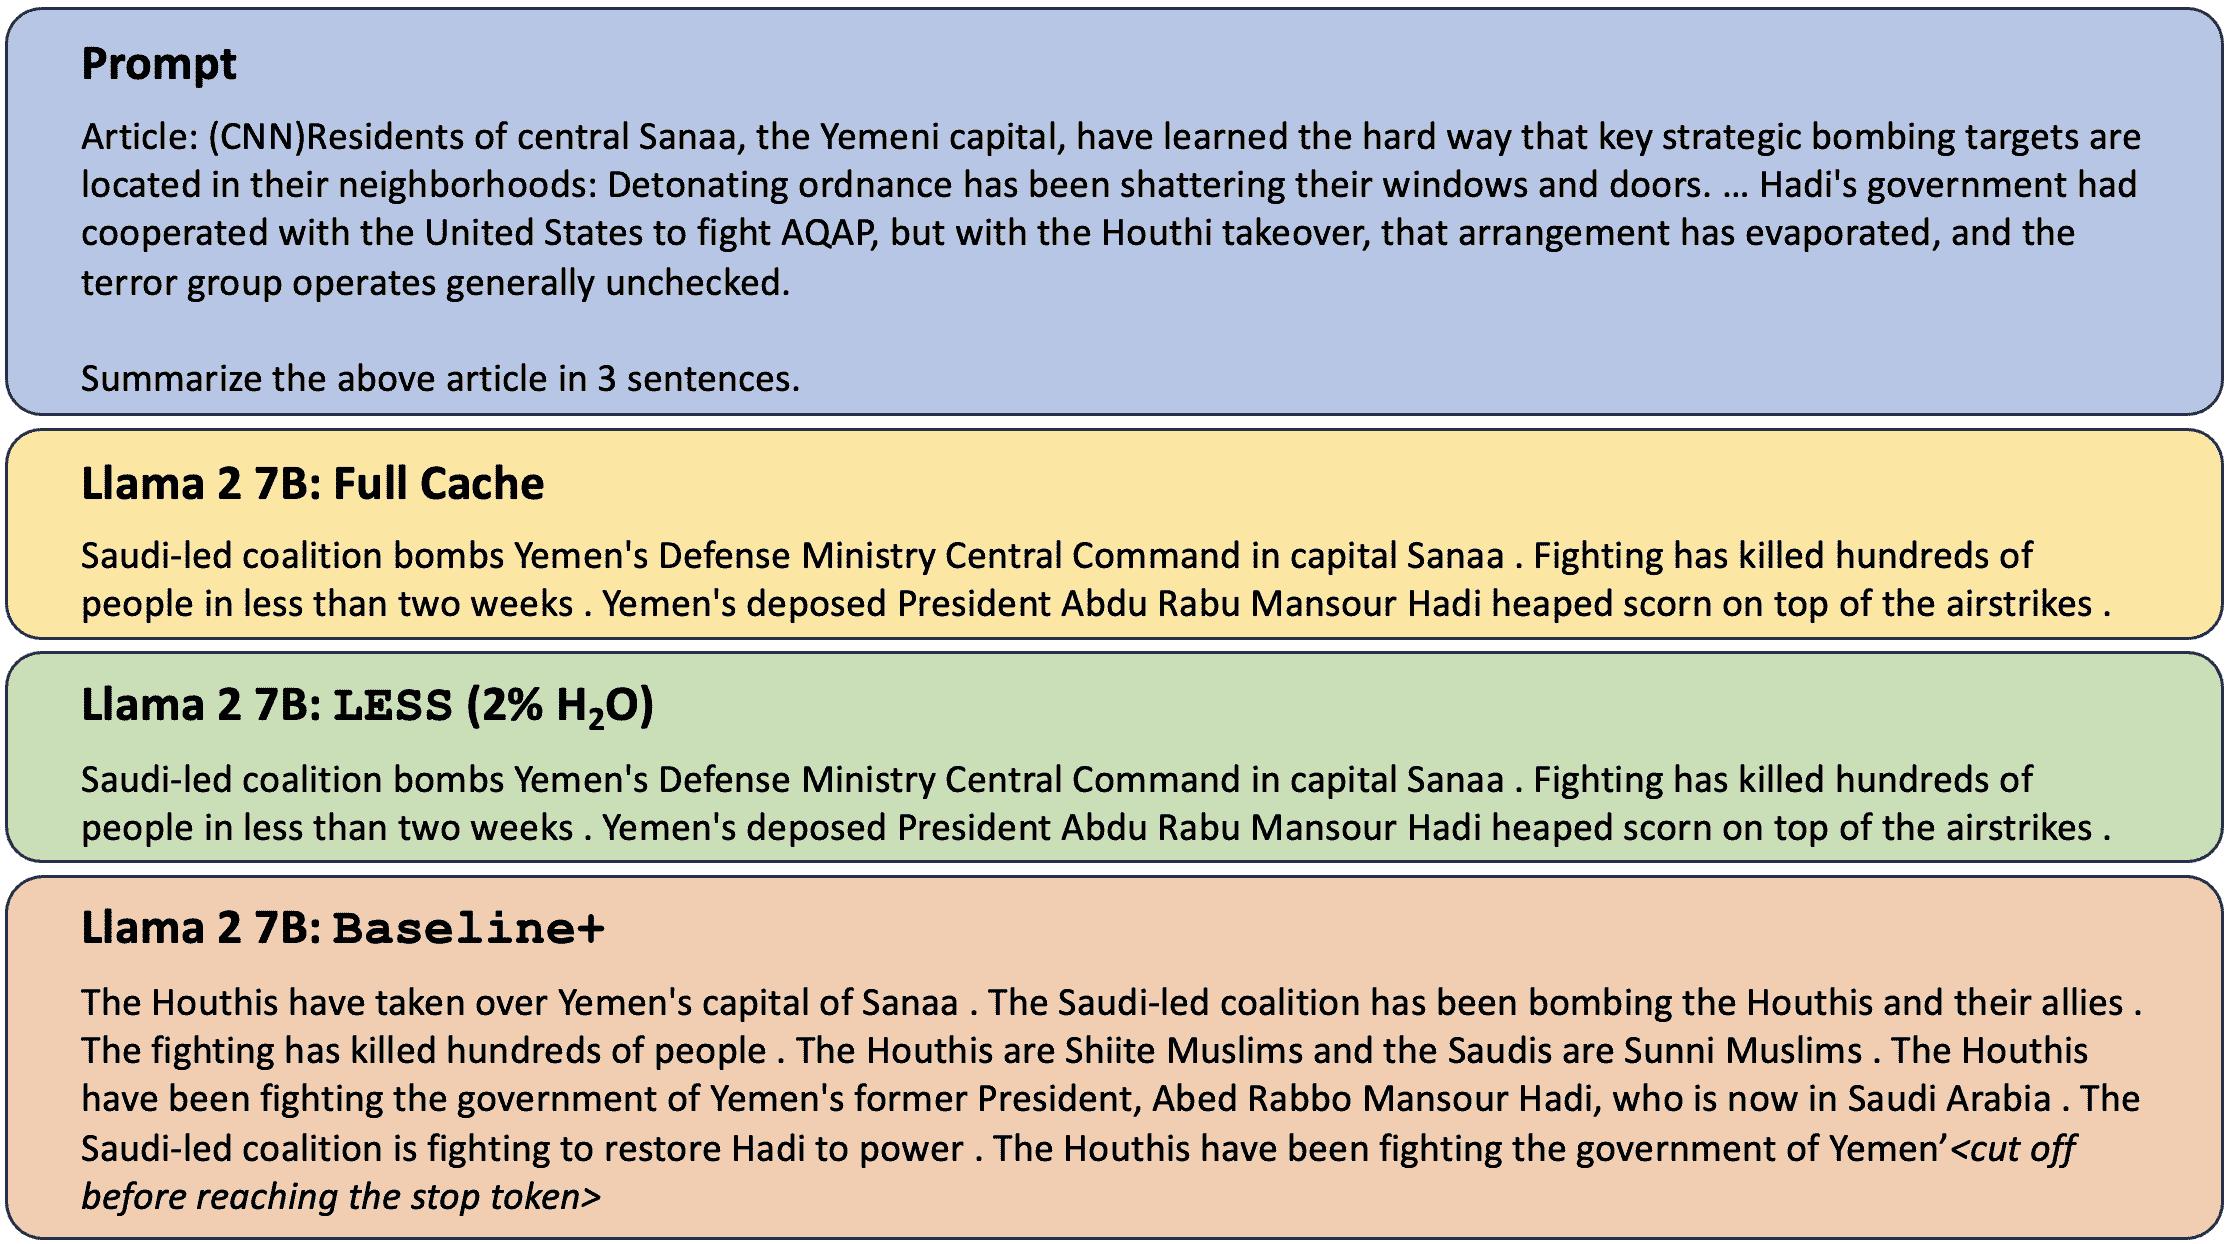 Prompt
Article: (CNN)Residents of central Sanaa, the Yemeni capital, have learned the hard way that key strategic bombing targets are
located in their neighborhoods: Detonating ordnance has been shattering their windows and doors. ... Hadi's government had
cooperated with the United States to fight AQAP, but with the Houthi takeover, that arrangement has evaporated, and the
terror group operates generally unchecked.
Summarize the above article in 3 sentences.
Llama 2 7B: Full Cache
Saudi-led coalition bombs Yemen's Defense Ministry Central Command in capital Sanaa . Fighting has killed hundreds of
people in less than two weeks . Yemen's deposed President Abdu Rabu Mansour Hadi heaped scorn on top of the airstrikes .
Llama 2 7B: LESS (2% H₂O)
Saudi-led coalition bombs Yemen's Defense Ministry Central Command in capital Sanaa . Fighting has killed hundreds of
people in less than two weeks . Yemen's deposed President Abdu Rabu Mansour Hadi heaped scorn on top of the airstrikes .
Llama 2 7B: Baseline+
The Houthis have taken over Yemen's capital of Sanaa . The Saudi-led coalition has been bombing the Houthis and their allies .
The fighting has killed hundreds of people . The Houthis are Shiite Muslims and the Saudis are Sunni Muslims . The Houthis
have been fighting the government of Yemen's former President, Abed Rabbo Mansour Hadi, who is now in Saudi Arabia . The
Saudi-led coalition is fighting to restore Hadi to power . The Houthis have been fighting the government of Yemen’<cut off
before reaching the stop token>